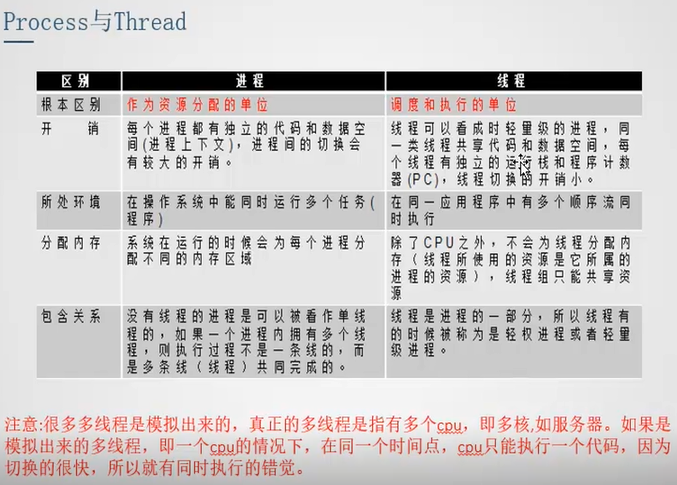 Process与Thread
区别 进程 线程
根本区别 作为资源分配的单位 调度和执行的单位
开 销 每个进程都有独立的代码和数据空 线程可以看成时轻量级的进程，同
间(进程上下文)，进程间的切换会 一类线程共享代码和数据空间，每
有较大的开销。 个线程有独立的运行栈和程序计数
器(PC)，线程切换的开销小。
所处环境 在操作系统中能同时运行多个任务( 在同一应用程序中有多个顺序流同
程序) 时执行
分配内存 系统在运行的时候会为每个进程分 除了CPU之外，不会为线程分配内
配不同的内存区域 存（线程所使用的资源是它所属的
进程的资源），线程组只能共享资
源
包含关系 没有线程的进程是可以被看作单线 线程是进程的一部分，所以线程有
程的，如果一个进程内拥有多个线 的时候被称为是轻权进程或者轻量
程，则执行过程不是一条线的，而 级进程。
是多条线（线程）共同完成的。
注意:很多多线程是模拟出来的，真正的多线程是指有多个cpu，即多核,如服务器。如果是
模拟出来的多线程，即一个cpu的情况下，在同一个时间点，cpu只能执行一个代码，因为
切换的很快，所以就有同时执行的错觉。